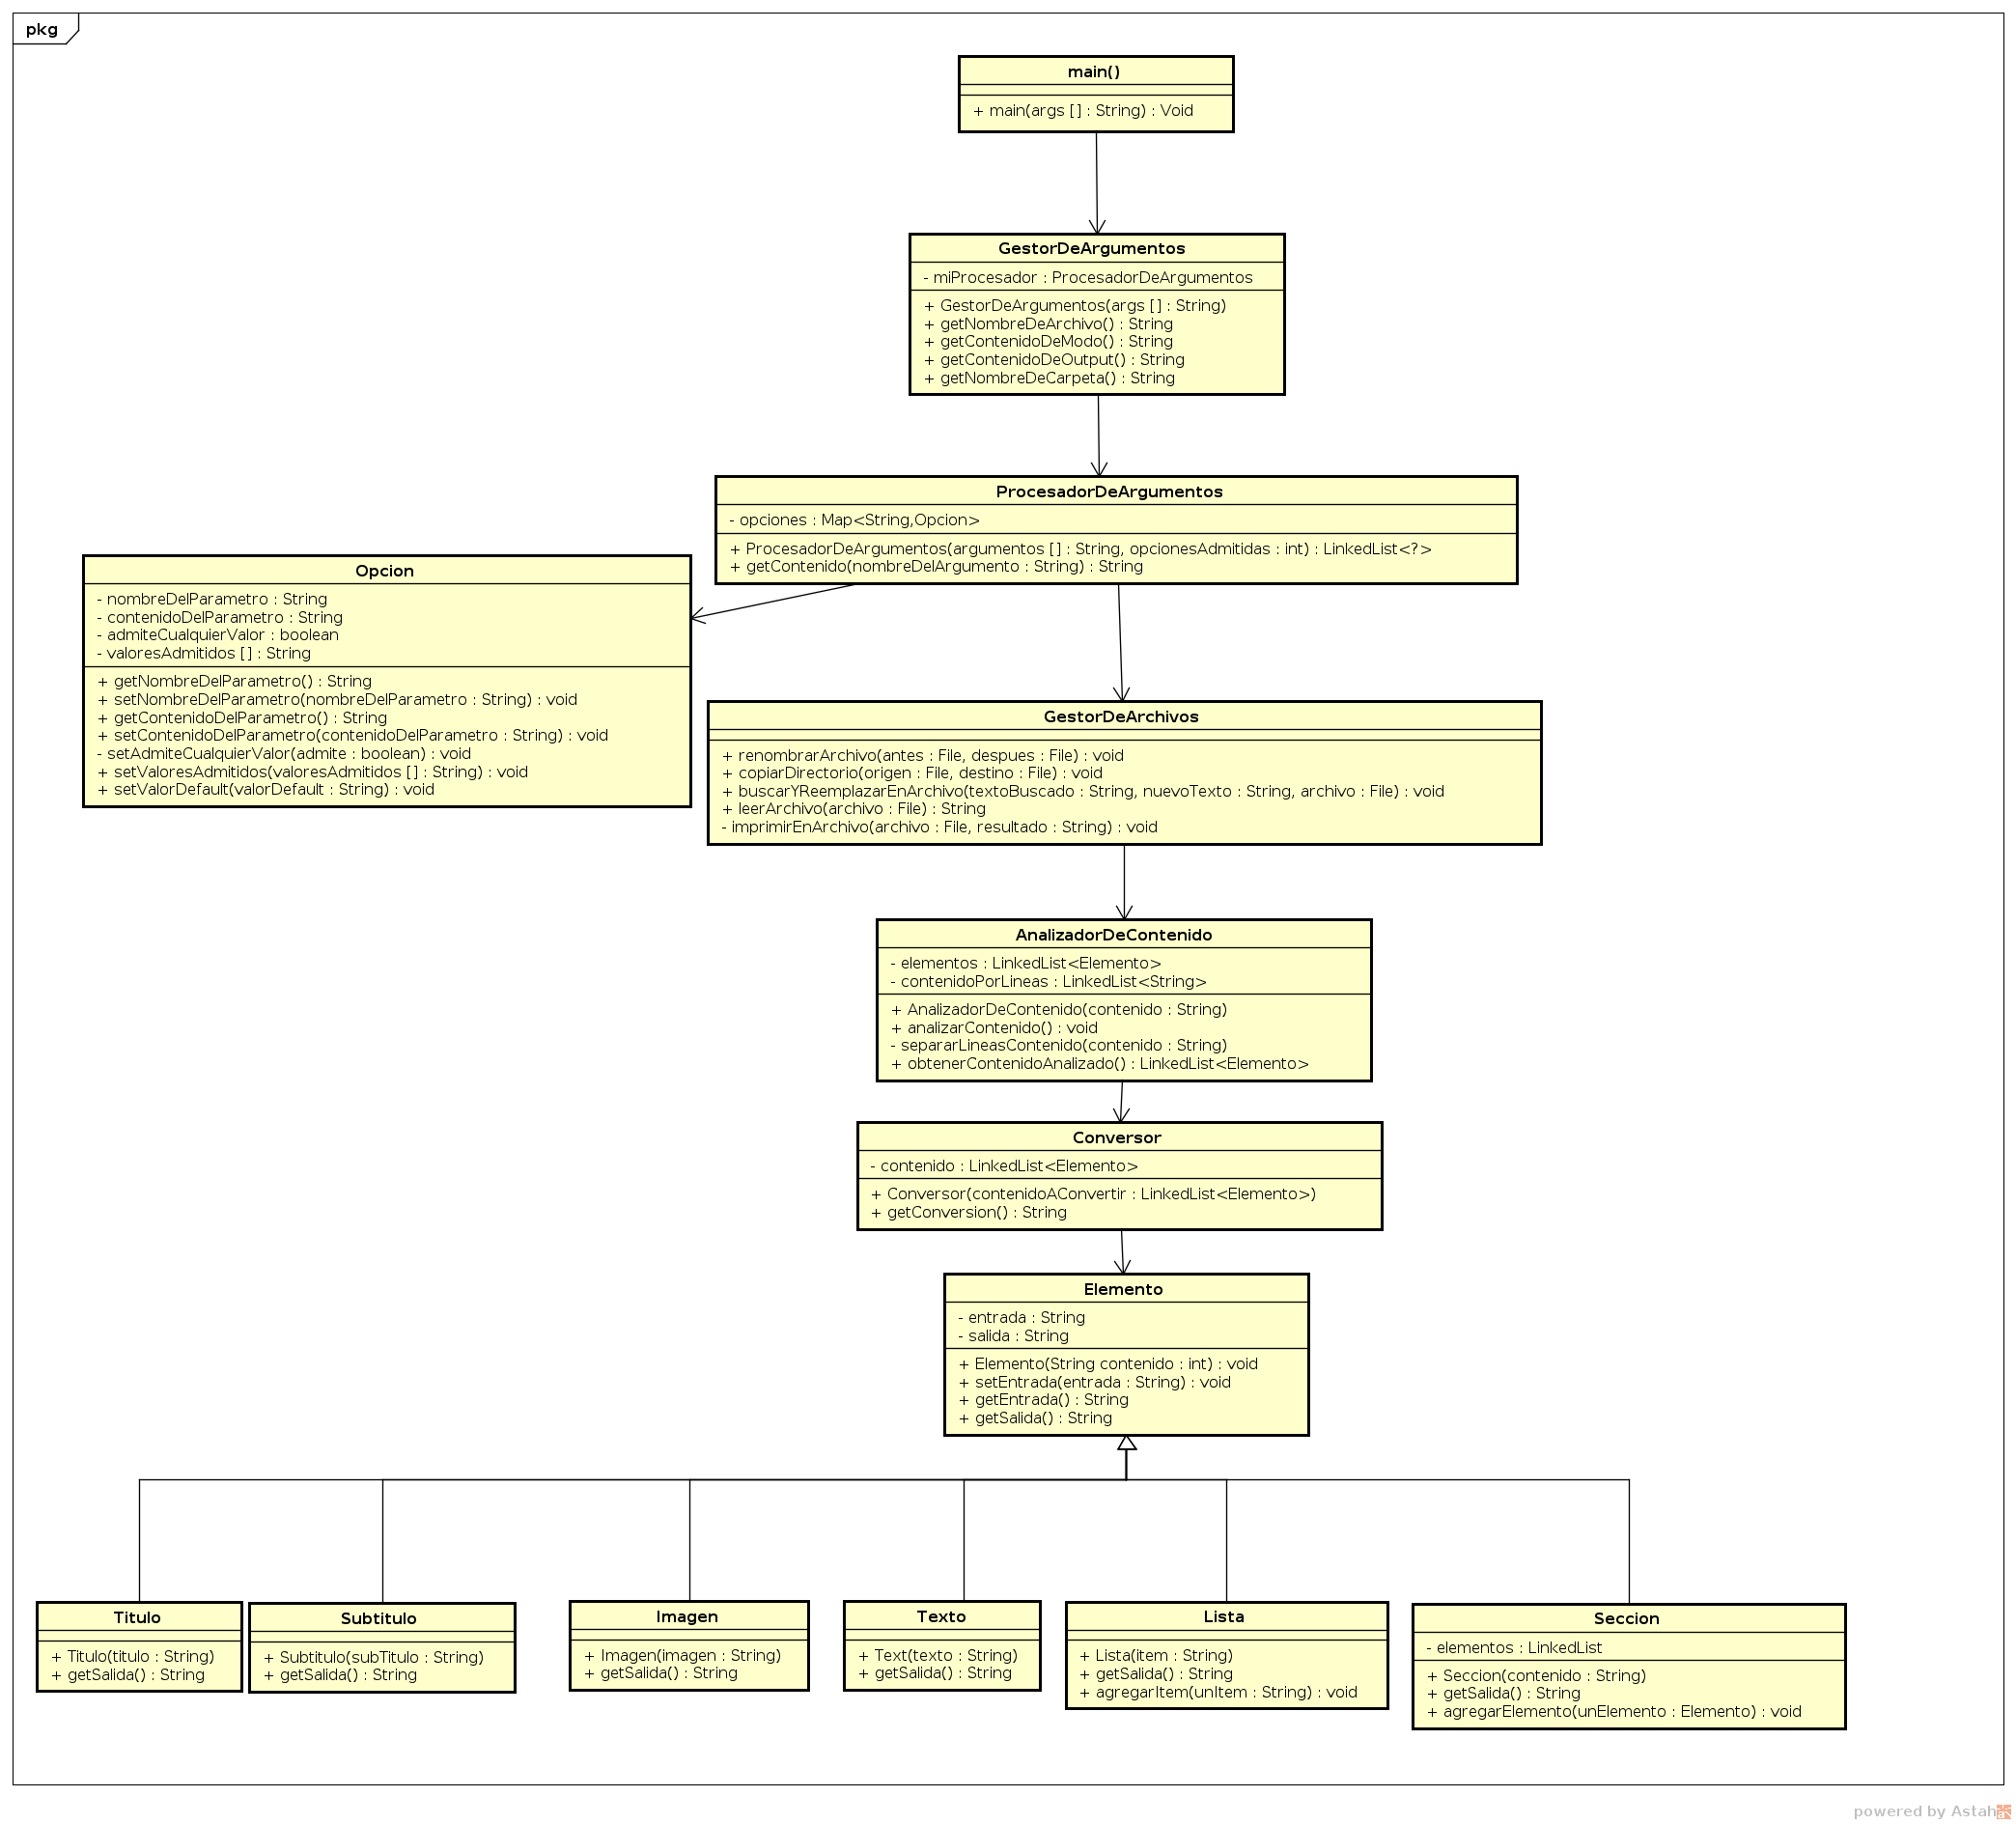 pkg
main()
+ main(args [] : String) : Void
GestorDeArgumentos
- miProcesador : ProcesadorDeArgumentos
+ GestorDeArgumentos(args [] : String)
+ getNombreDeArchivo() : String
+ getContenidoDeModo() : String
+ getContenidoDeOutput() : String
+ getNombreDeCarpeta() : String
ProcesadorDeArgumentos
- opciones : Map<String,Opcion>
+ ProcesadorDeArgumentos(argumentos [] : String, opcionesAdmitidas : int) : LinkedList<?>
+ getContenido(nombreDelArgumento : String) : String
Opcion
- nombreDelParametro : String
- contenidoDelParametro : String
- admiteCualquierValor : boolean
- valoresAdmitidos [] : String
+ getNombreDelParametro() : String
+ setNombreDelParametro(nombreDelParametro : String) : void
+ getContenidoDelParametro() : String
+ setContenidoDelParametro(contenidoDelParametro : String) : void
- setAdmiteCualquierValor(admite : boolean) : void
+ setValoresAdmitidos(valoresAdmitidos [] : String) : void
+ setValorDefault(valorDefault : String) : void
GestorDeArchivos
+ renombrarArchivo(antes : File, despues : File) : void
+ copiarDirectorio(origen : File, destino : File) : void
+ buscarYReemplazarEnArchivo(textoBuscado : String, nuevoTexto : String, archivo : File) : void
+ leerArchivo(archivo : File) : String
- imprimirEnArchivo(archivo : File, resultado : String) : void
AnalizadorDeContenido
- elementos : LinkedList<Elemento>
- contenidoPorLineas : LinkedList<String>
+ AnalizadorDeContenido(contenido : String)
+ analizarContenido() : void
- separarLineasContenido(contenido : String)
+ obtenerContenidoAnalizado() : LinkedList<Elemento>
Conversor
- contenido : LinkedList<Elemento>
+ Conversor(contenidoAConvertir : LinkedList<Elemento>)
+ getConversion() : String
Elemento
- entrada : String
- salida : String
+ Elemento(String contenido : int) : void
+ setEntrada(entrada : String) : void
+ getEntrada() : String
+ getSalida() : String
Titulo
+ Titulo(titulo : String)
+ getSalida() : String
Subtitulo
+ Subtitulo(subTitulo : String)
+ getSalida() : String
Imagen
+ Imagen(imagen : String)
+ getSalida() : String
Texto
+ Text(texto : String)
+ getSalida() : String
Lista
+ Lista(item : String)
+ getSalida() : String
+ agregarItem(unItem : String) : void
Seccion
- elementos : LinkedList
+ Seccion(contenido : String)
+ getSalida() : String
+ agregarElemento(unElemento : Elemento) : void
powered by Astah